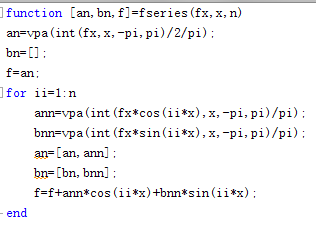 function [an,bn,f]=fseries(fx,x,n)
an=vpa(int(fx,x,-pi,pi)/2/pi);
bn=[];
f=an;
for ii=1:n
ann=vpa(int(fx*cos(ii*x),x,-pi,pi)/pi);
bnn=vpa(int(fx*sin(ii*x),x,-pi,pi)/pi);
an=[an,ann];
bn=[bn,bnn];
f=f+ann*cos(ii*x)+bnn*sin(ii*x);
end